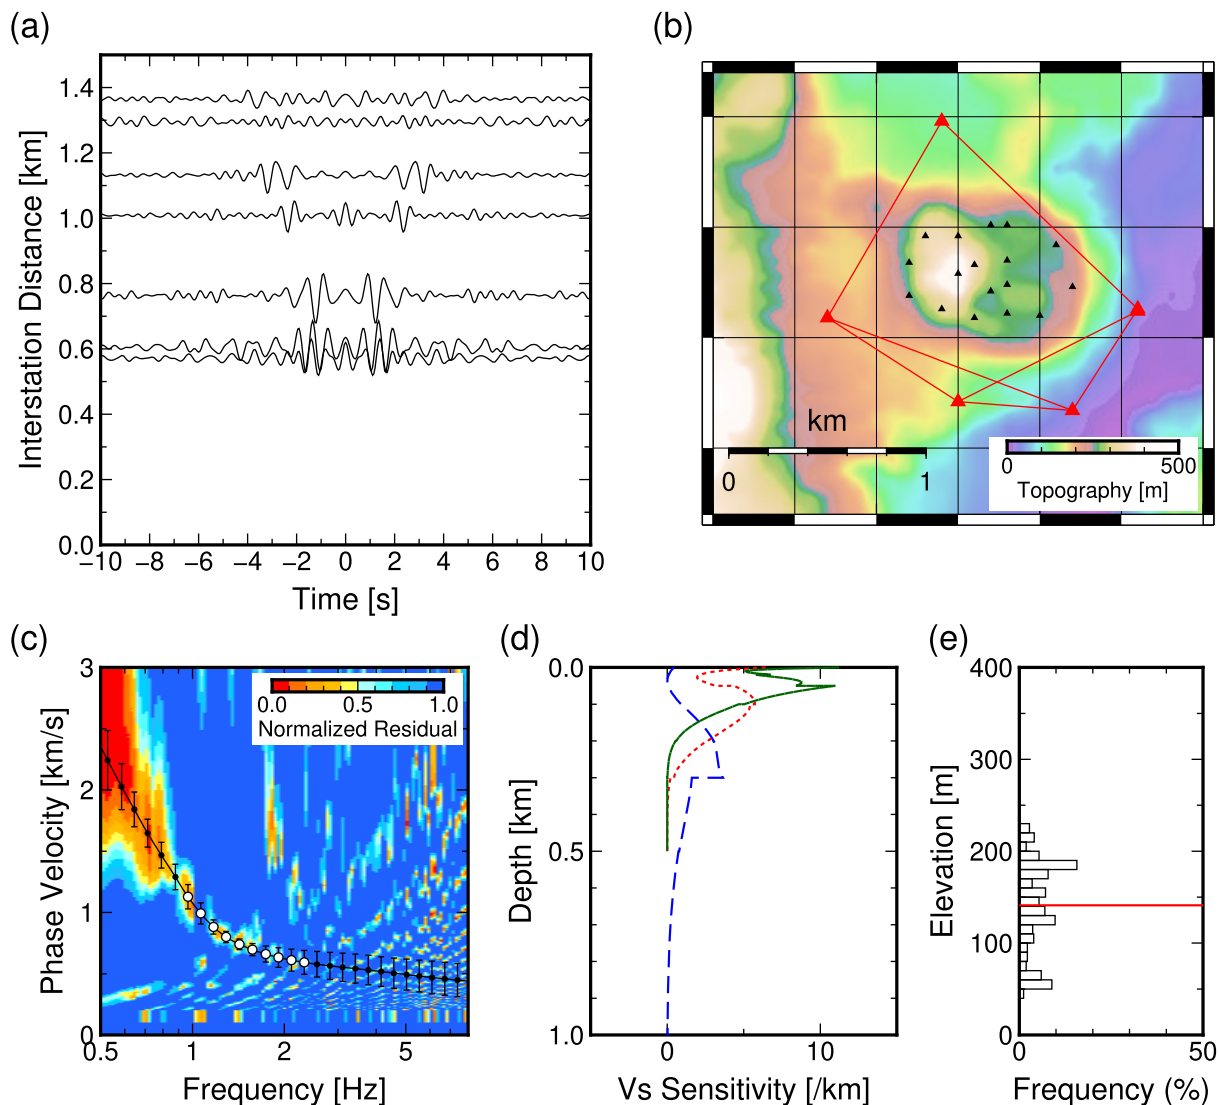 (a)
Interstation Distance [km]
1.4
1.2
1.0
0.8
0.6
0.4
0.2
0.0
−10 −8 −6 −4 −2 0 2 4 6 8 10
Time [s]
(b)
km
0 1
0 500
Topography [m]
(c)
Phase Velocity [km/s]
3
2
1
0
0.0 0.5 1.0
Normalized Residual
0.5 1 2 5
Frequency [Hz]
(d)
Depth [km]
0.0
0.5
1.0
0 10
Vs Sensitivity [/km]
(e)
Elevation [m]
400
300
200
100
0
0 50
Frequency (%)